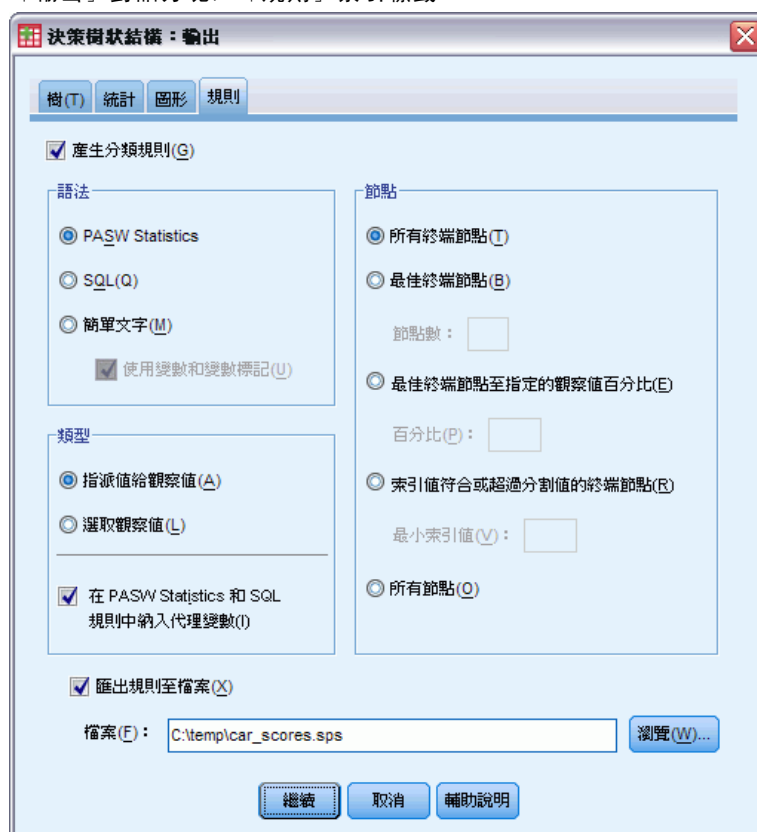 決策樹狀結構：輸出
樹(T) 統計 圖形 規則
產生分類規則(G)
語法
PASW Statistics
SQL(Q)
簡單文字(M)
使用變數和變數標記(U)
類型
指派值給觀察值(A)
選取觀察值(L)
在 PASW Statistics 和 SQL
規則中納入代理變數(I)
節點
所有終端節點(T)
最佳終端節點(B)
節點數：
最佳終端節點至指定的觀察值百分比(E)
百分比(P)：
索引值符合或超過分割值的終端節點(R)
最小索引值(V)：
所有節點(O)
匯出規則至檔案(X)
檔案(F)： C:\temp\car_scores.sps 瀏覽(W)...
繼續 取消 輔助說明